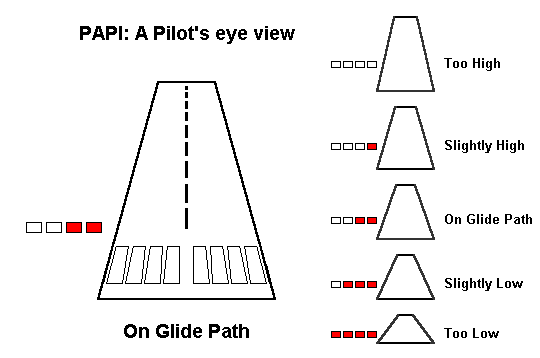 PAPI: A Pilot's eye view
On Glide Path
Too High
Slightly High
On Glide Path
Slightly Low
Too Low